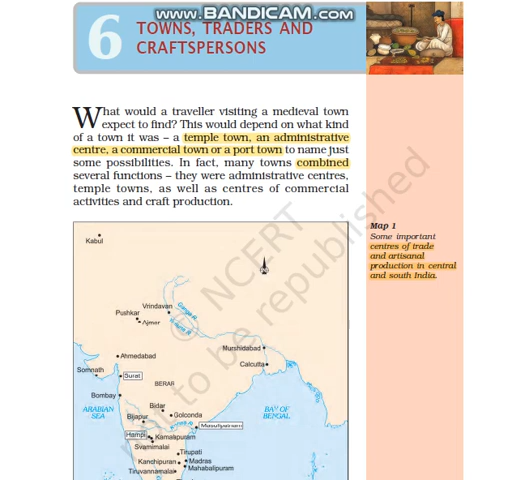 www.BANDICAM.com
6
TOWNS, TRADERS AND
CRAFTSPERSONS
What would a traveller visiting a medieval town
expect to find? This would depend on what kind
of a town it was – a temple town, an administrative
centre, a commercial town or a port town to name just
some possibilities. In fact, many towns combined
several functions – they were administrative centres,
temple towns, as well as centres of commercial
activities and craft production.
Map 1
Some important
centres of trade
and artisanal
production in central
and south India.
© NCERT
not to be republished
Kabul
Vrindavan
Ganga R.
Pushkar
Ajmer
Yamuna R.
Murshidabad
Ahmedabad
Calcutta
Somnath
Surat
BERAR
Bombay
Bidar
ARABIAN
SEA
Golconda
BAY OF
BENGAL
Bijapur
Masulipatnam
Hampi
Kamalapuram
Svamimalai
Tirupati
Kanchipuram
Madras
Mahabalipuram
Tiruvannamalai